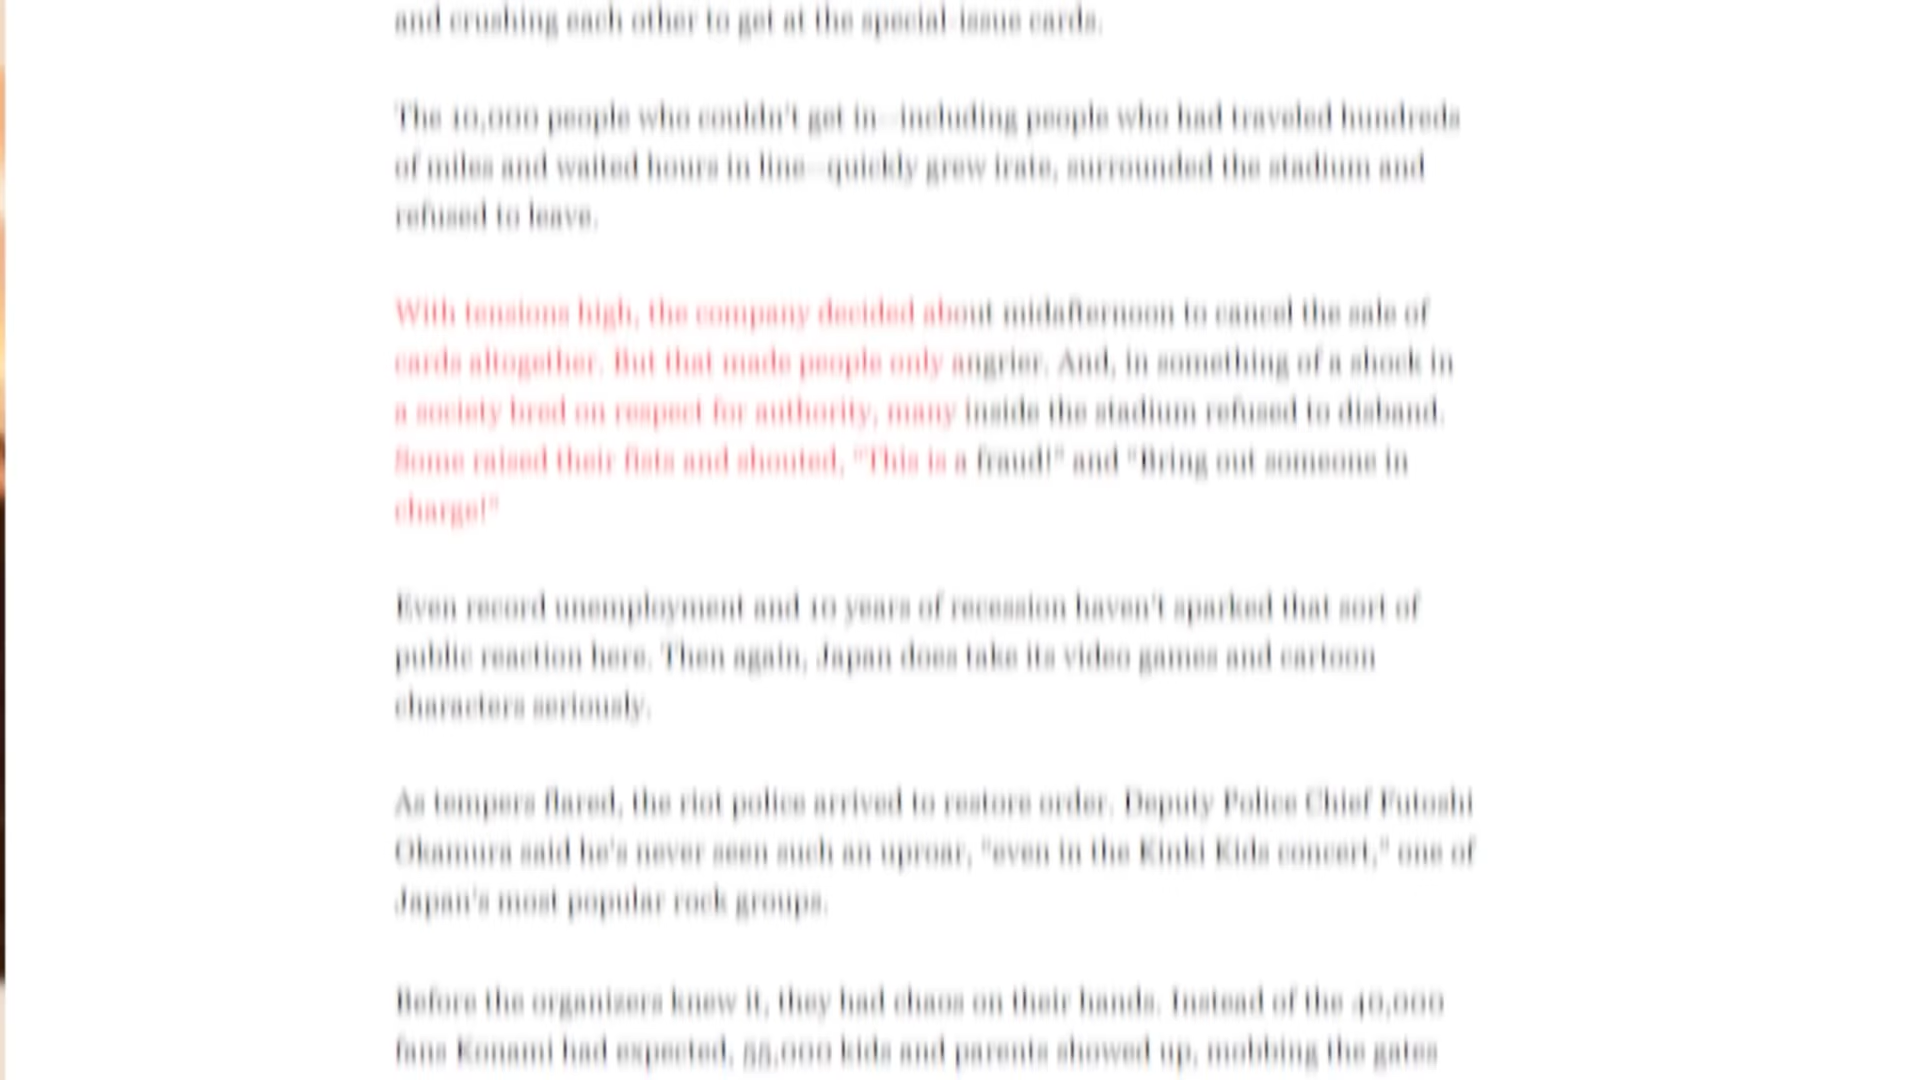 and crushing each other to get at the special-issue cards.
The 10,000 people who couldn't get in--including people who had traveled hundreds
of miles and waited hours in line--quickly grew irate, surrounded the stadium and
refused to leave.
With tensions high, the company decided about midafternoon to cancel the sale of
cards altogether. But that made people only angrier. And, in something of a shock in
a society bred on respect for authority, many inside the stadium refused to disband.
Some raised their fists and shouted, "This is a fraud!" and "Bring out someone in
charge!"
Even record unemployment and 10 years of recession haven't sparked that sort of
public reaction here. Then again, Japan does take its video games and cartoon
characters seriously.
As tempers flared, the riot police arrived to restore order. Deputy Police Chief Futoshi
Okamura said he's never seen such an uproar, "even in the Kinki Kids concert," one of
Japan's most popular rock groups.
Before the organizers knew it, they had chaos on their hands. Instead of the 40,000
fans Konami had expected, 55,000 kids and parents showed up, mobbing the gates